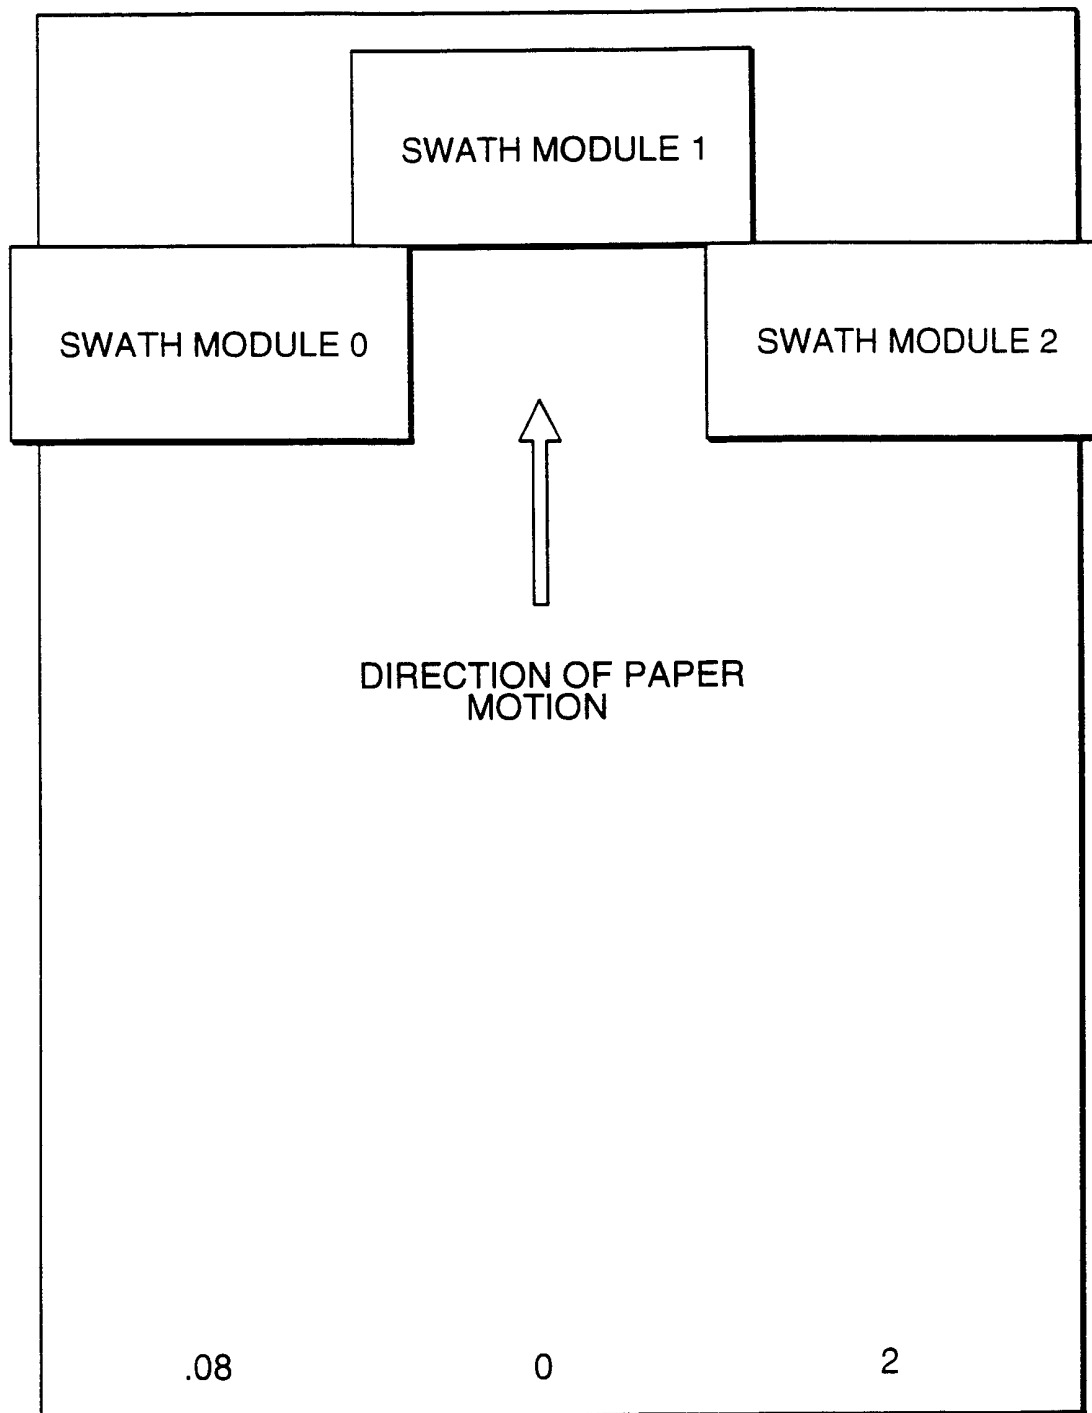 SWATH MODULE 1
SWATH MODULE 0
SWATH MODULE 2
DIRECTION OF PAPER
MOTION
.08
0
2